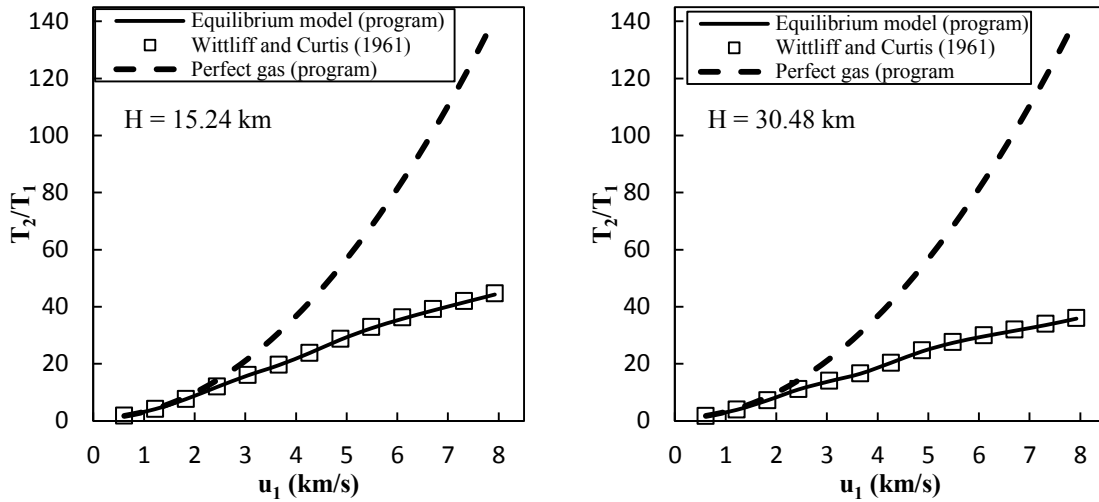 140
120
100
80
60
40
20
0
T2/T1
Equilibrium model (program)
Wittliff and Curtis (1961)
Perfect gas (program)
H = 15.24 km
0 1 2 3 4 5 6 7 8
u1 (km/s)
140
120
100
80
60
40
20
0
T2/T1
Equilibrium model (program)
Wittliff and Curtis (1961)
Perfect gas (program
H = 30.48 km
0 1 2 3 4 5 6 7 8
u1 (km/s)